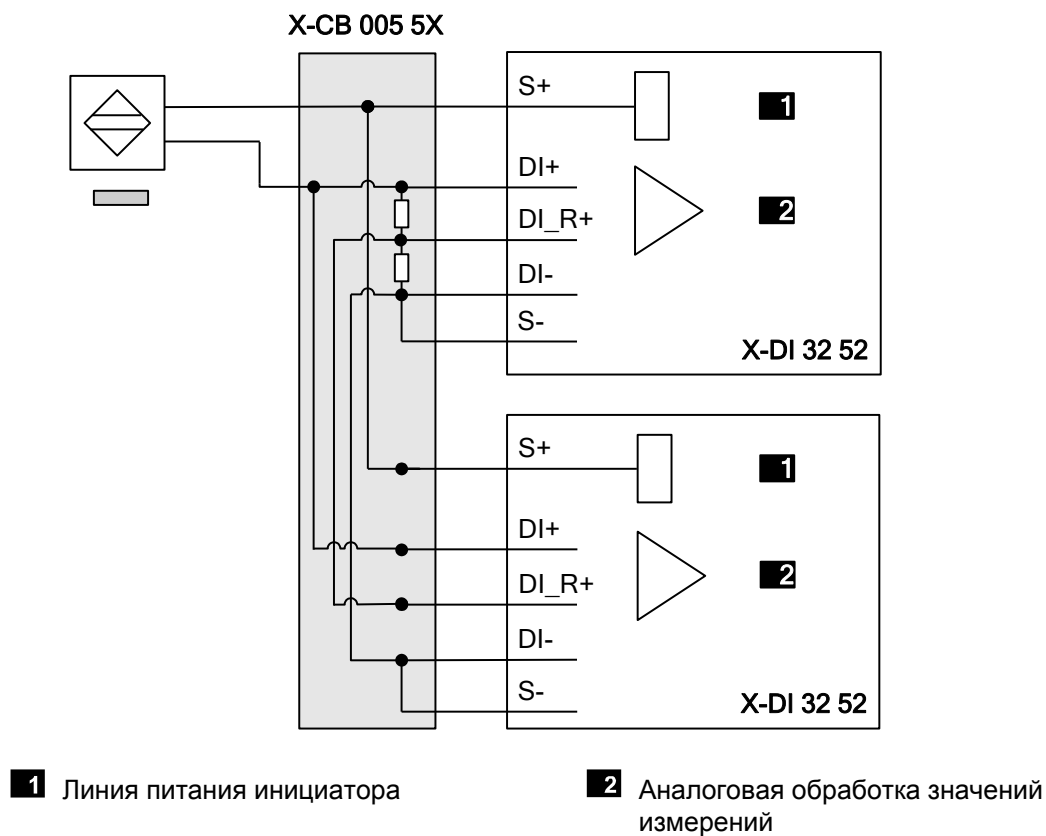 X-CB 005 5X
S+
1
DI+
DI_R+
2
DI-
S-
X-DI 32 52
S+
1
DI+
DI_R+
2
DI-
S-
X-DI 32 52
1 Линия питания инициатора
2 Аналоговая обработка значений
измерений